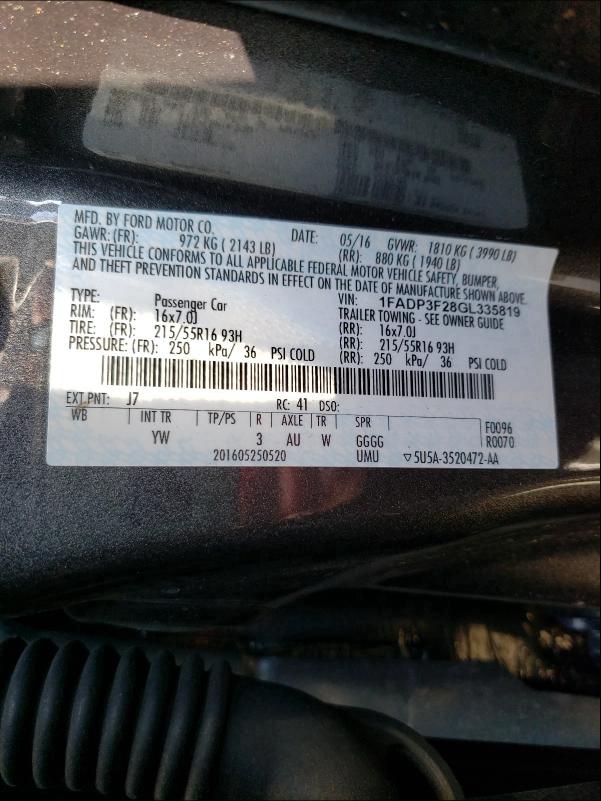 MFD. BY FORD MOTOR CO. DATE: 05/16 GVWR: 1810 KG ( 3990 LB)
GAWR: (FR): 972 KG ( 2143 LB) (RR): 880 KG ( 1940 LB)
THIS VEHICLE CONFORMS TO ALL APPLICABLE FEDERAL MOTOR VEHICLE SAFETY, BUMPER,
AND THEFT PREVENTION STANDARDS IN EFFECT ON THE DATE OF MANUFACTURE SHOWN ABOVE.
TYPE: Passenger Car VIN: 1FADP3F28GL335819
RIM: (FR): 16x7.0J TRAILER TOWING - SEE OWNER GUIDE
(RR): 16x7.0J
TIRE: (FR): 215/55R16 93H (RR): 215/55R16 93H
PRESSURE: (FR): 250 kPa/ 36 PSI COLD (RR): 250 kPa/ 36 PSI COLD
EXT PNT: J7 RC: 41 DSO:
WB INT TR TP/PS R AXLE TR SPR F0096
YW 3 AU W GGGG R0070
201605250520 UMU ▽5U5A-3520472-AA